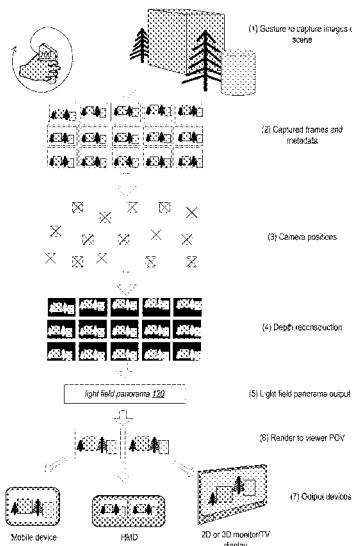 (1) Gesture to capture images of
scene
(2) Captured frames and
metadata
(3) Camera positions
(4) Depth reconstruction
light field panorama 120
(5) Light field panorama output
(6) Render to viewer POV
(7) Output devices
Mobile device
HMD
2D or 3D monitor/TV
display